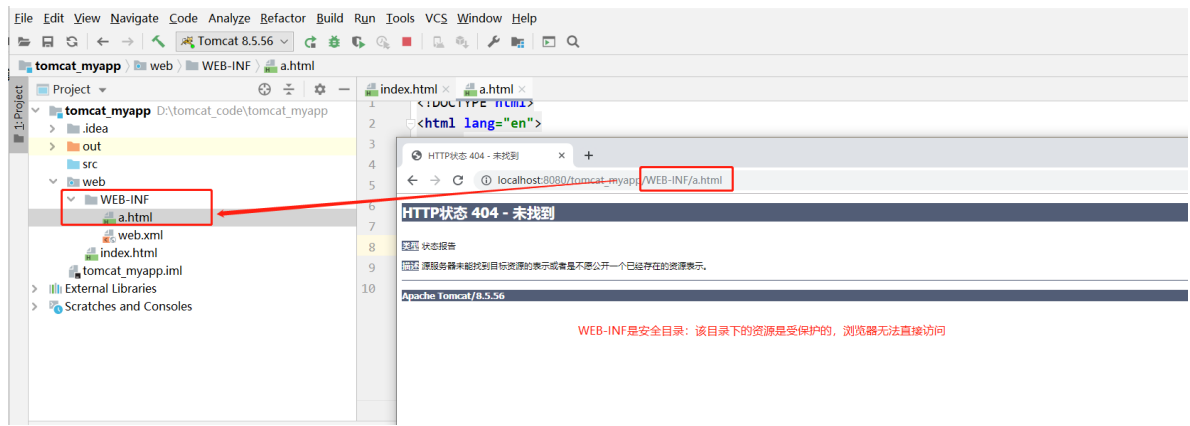 File Edit View Navigate Code Analyze Refactor Build Run Tools VCS Window Help
Tomcat 8.5.56
tomcat_myapp web WEB-INF a.html
1: Project
Project
tomcat_myapp D:\tomcat_code\tomcat_myapp
.idea
out
src
web
WEB-INF
a.html
web.xml
index.html
tomcat_myapp.iml
External Libraries
Scratches and Consoles
index.html a.html
1 <!DOCTYPE html>
2 <html lang="en">
3
4
5
6
7
8
9
10
HTTP状态 404 - 未找到
localhost:8080/tomcat_myapp/WEB-INF/a.html
HTTP状态 404 - 未找到
类型 状态报告
描述 源服务器未能找到目标资源的表示或者是不愿公开一个已经存在的资源表示。
Apache Tomcat/8.5.56
WEB-INF是安全目录：该目录下的资源是受保护的，浏览器无法直接访问